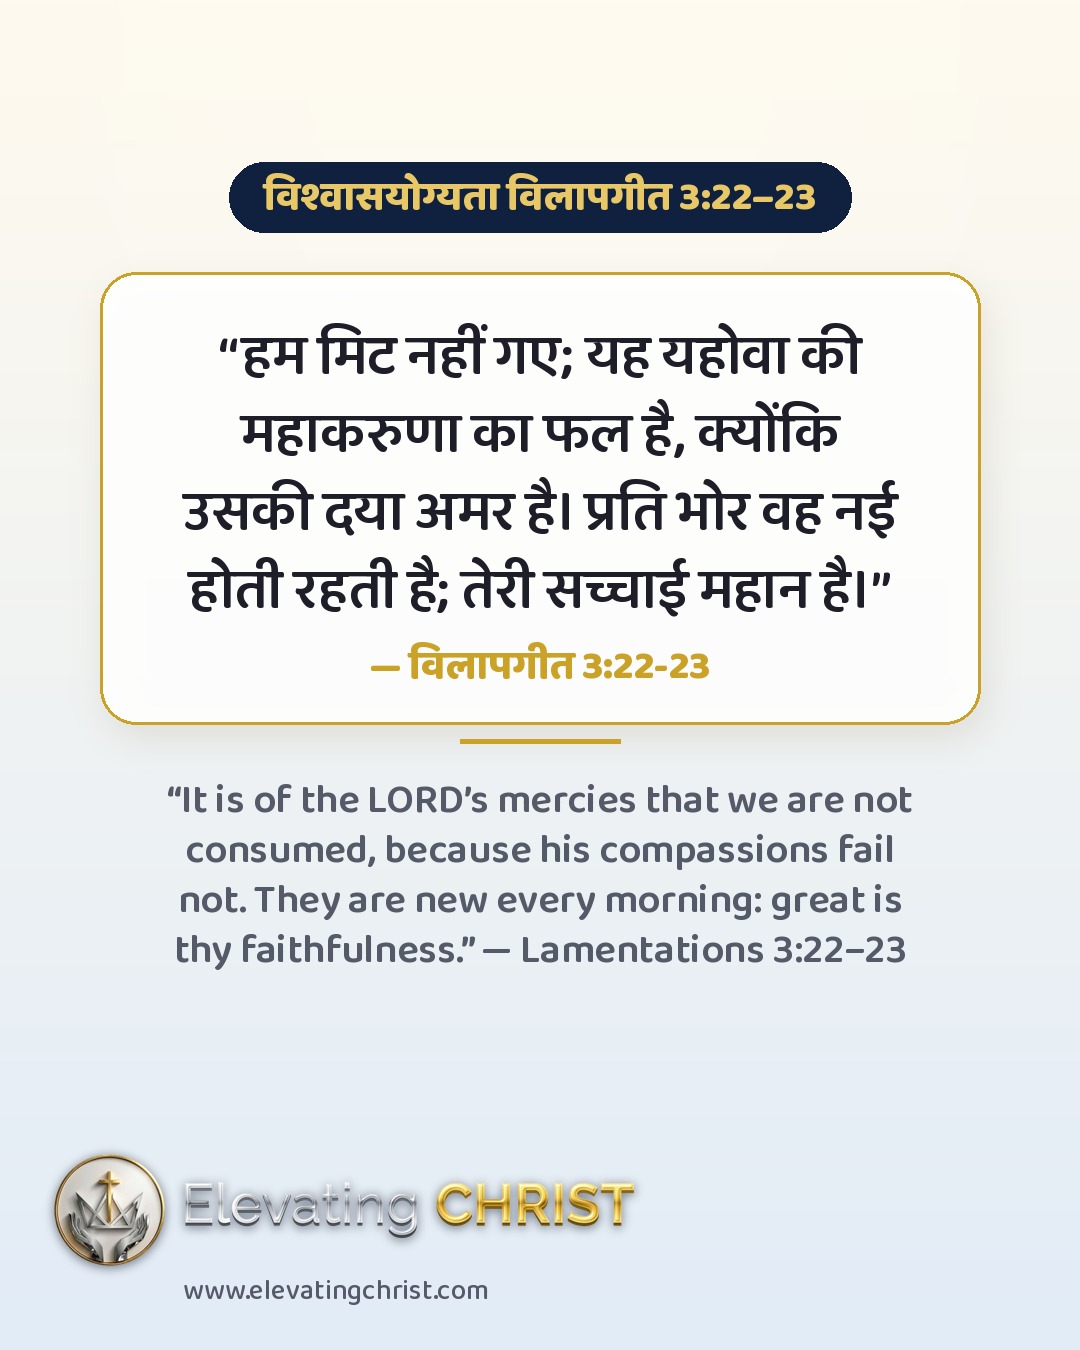 विश्वासयोग्यता विलापगीत 3:22–23
“हम मिट नहीं गए; यह यहोवा की
महाकरुणा का फल है, क्योंकि
उसकी दया अमर है। प्रति भोर वह नई
होती रहती है; तेरी सच्चाई महान है।”
— विलापगीत 3:22-23
“It is of the LORD’s mercies that we are not
consumed, because his compassions fail
not. They are new every morning: great is
thy faithfulness.” — Lamentations 3:22–23
Elevating CHRIST
www.elevatingchrist.com